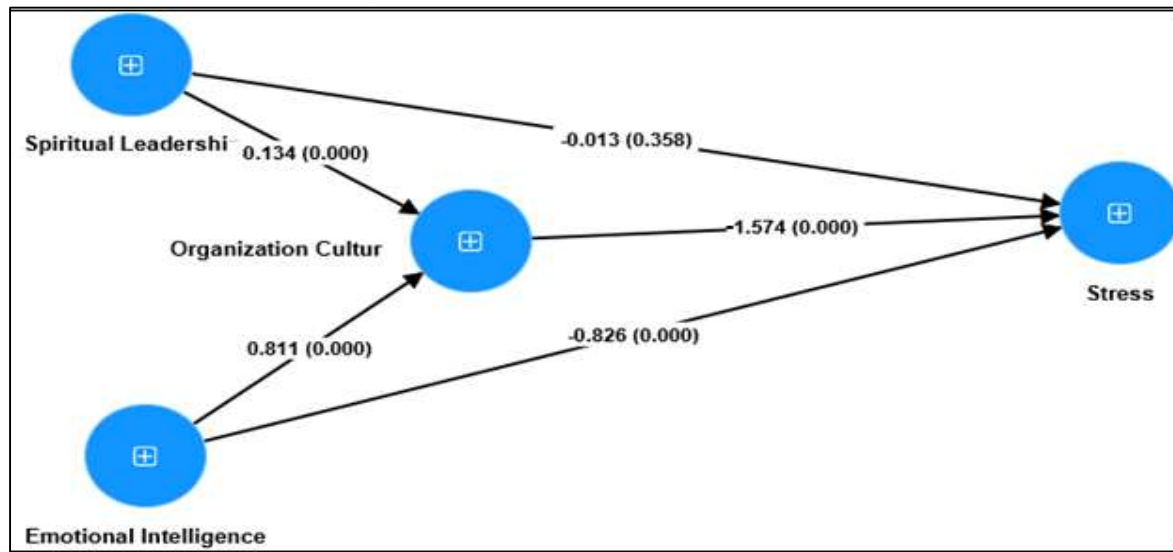 Spiritual Leadershi
-0.013 (0.358)
0.134 (0.000)
Organization Cultur
-1.574 (0.000)
Stress
0.811 (0.000)
-0.826 (0.000)
Emotional Intelligence